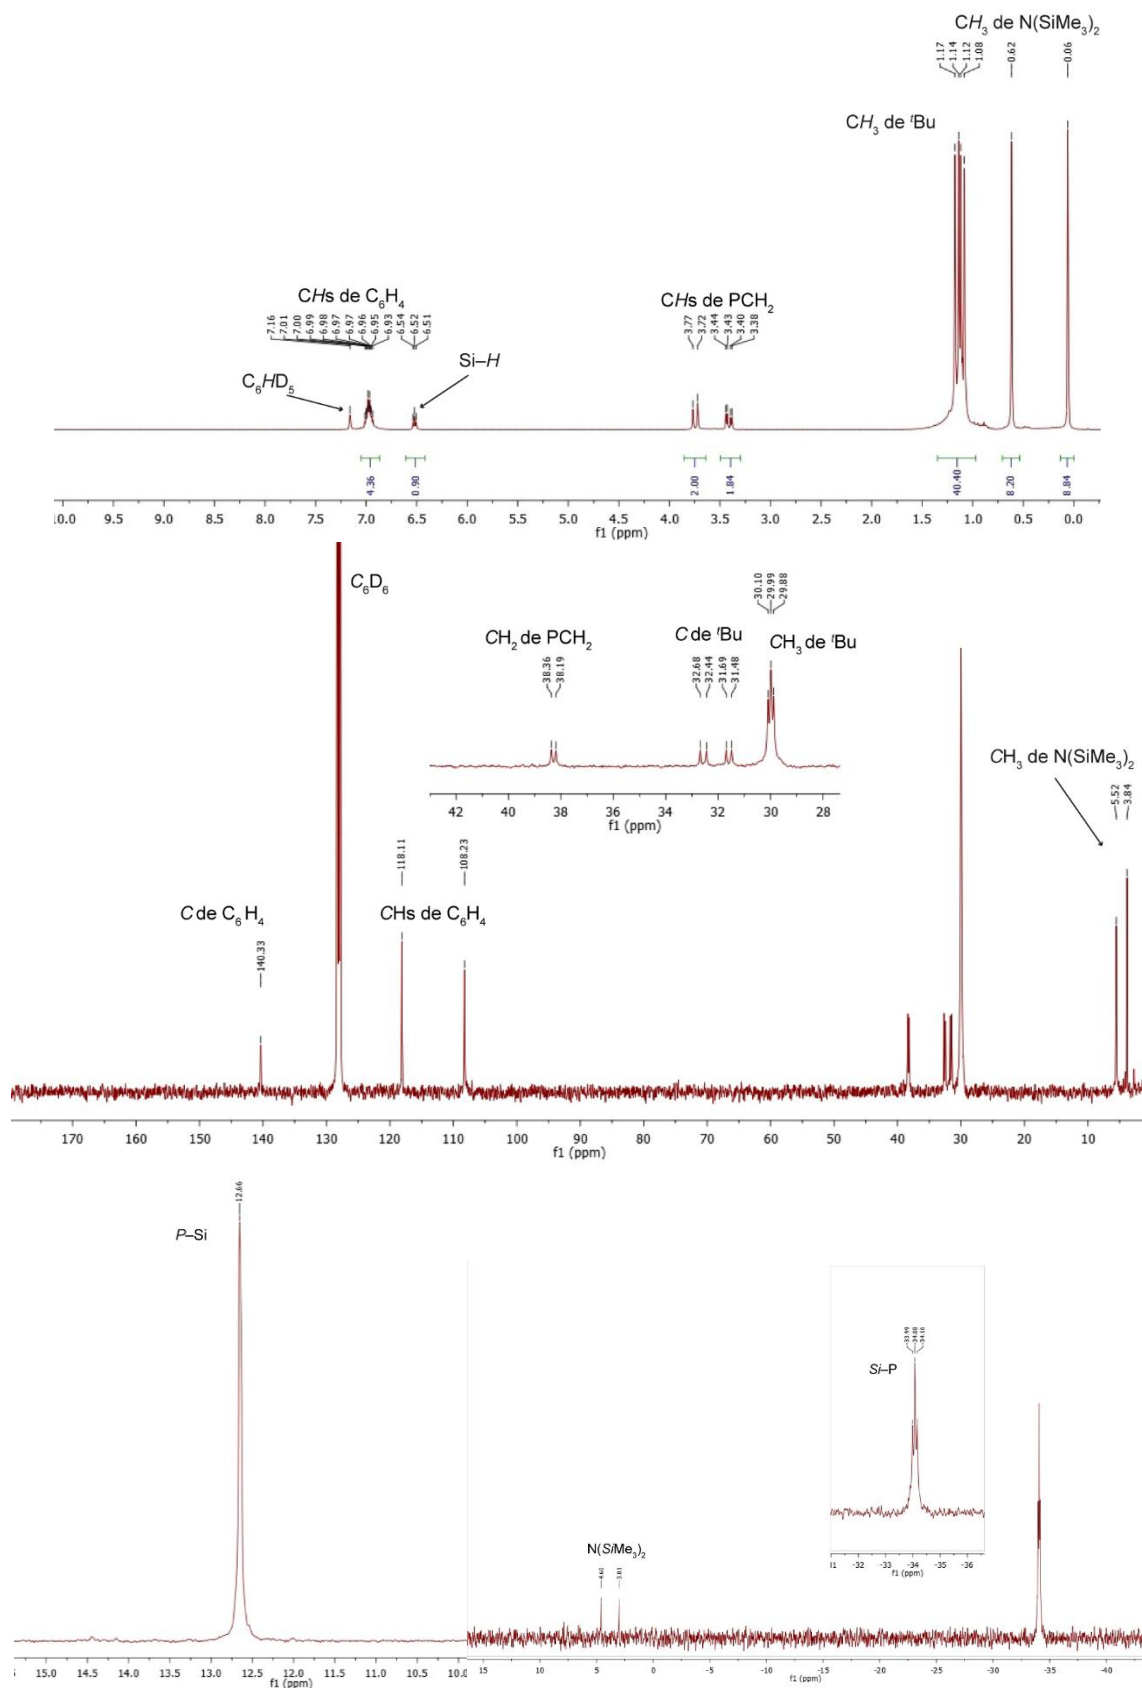 CH3 de N(SiMe3)2
1.17
1.14
1.12
1.08
0.62
0.06
CH3 de tBu
CHs de C6H4
7.16
7.01
7.00
6.99
6.98
6.97
6.97
6.96
6.95
6.93
6.54
6.52
6.51
CHs de PCH2
3.77
3.72
3.44
3.43
3.40
3.38
Si–H
C6HD5
4.36
0.90
2.00
1.84
40.40
8.20
8.84
10.0 9.5 9.0 8.5 8.0 7.5 7.0 6.5 6.0 5.5 5.0 4.5 4.0 3.5 3.0 2.5 2.0 1.5 1.0 0.5 0.0
f1 (ppm)
C6D6
CH2 de PCH2
38.36
38.19
C de tBu
32.68
32.44
31.69
31.48
30.10
29.99
29.88
CH3 de tBu
42 40 38 36 34 32 30 28
f1 (ppm)
CH3 de N(SiMe3)2
5.52
3.84
118.11
108.23
C de C6H4
140.33
CHs de C6H4
170 160 150 140 130 120 110 100 90 80 70 60 50 40 30 20 10
f1 (ppm)
12.66
P–Si
-33.99
-34.08
-34.16
Si–P
-32 -33 -34 -35 -36
f1 (ppm)
N(SiMe3)2
4.61
3.03
15.0 14.5 14.0 13.5 13.0 12.5 12.0 11.5 11.0 10.5 10.0
f1 (ppm)
15 10 5 0 -5 -10 -15 -20 -25 -30 -35 -40
f1 (ppm)